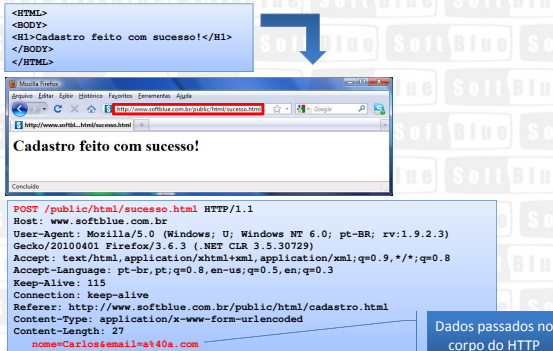 <HTML>
<BODY>
<H1>Cadastro feito com sucesso!</H1>
</BODY>
</HTML>
Soft Blue
Mozilla Firefox
Arquivo Editar Exibir Histórico Favoritos Ferramentas Ajuda
http://www.softblue.com.br/public/html/sucesso.html
Google
http://www.softbl...html/sucesso.html
Cadastro feito com sucesso!
Concluído
POST /public/html/sucesso.html HTTP/1.1
Host: www.softblue.com.br
User-Agent: Mozilla/5.0 (Windows; U; Windows NT 6.0; pt-BR; rv:1.9.2.3)
Gecko/20100401 Firefox/3.6.3 (.NET CLR 3.5.30729)
Accept: text/html,application/xhtml+xml,application/xml;q=0.9,*/*;q=0.8
Accept-Language: pt-br,pt;q=0.8,en-us;q=0.5,en;q=0.3
Keep-Alive: 115
Connection: keep-alive
Referer: http://www.softblue.com.br/public/html/cadastro.html
Content-Type: application/x-www-form-urlencoded
Content-Length: 27
nome=Carlos&email=a%40a.com
Dados passados no
corpo do HTTP